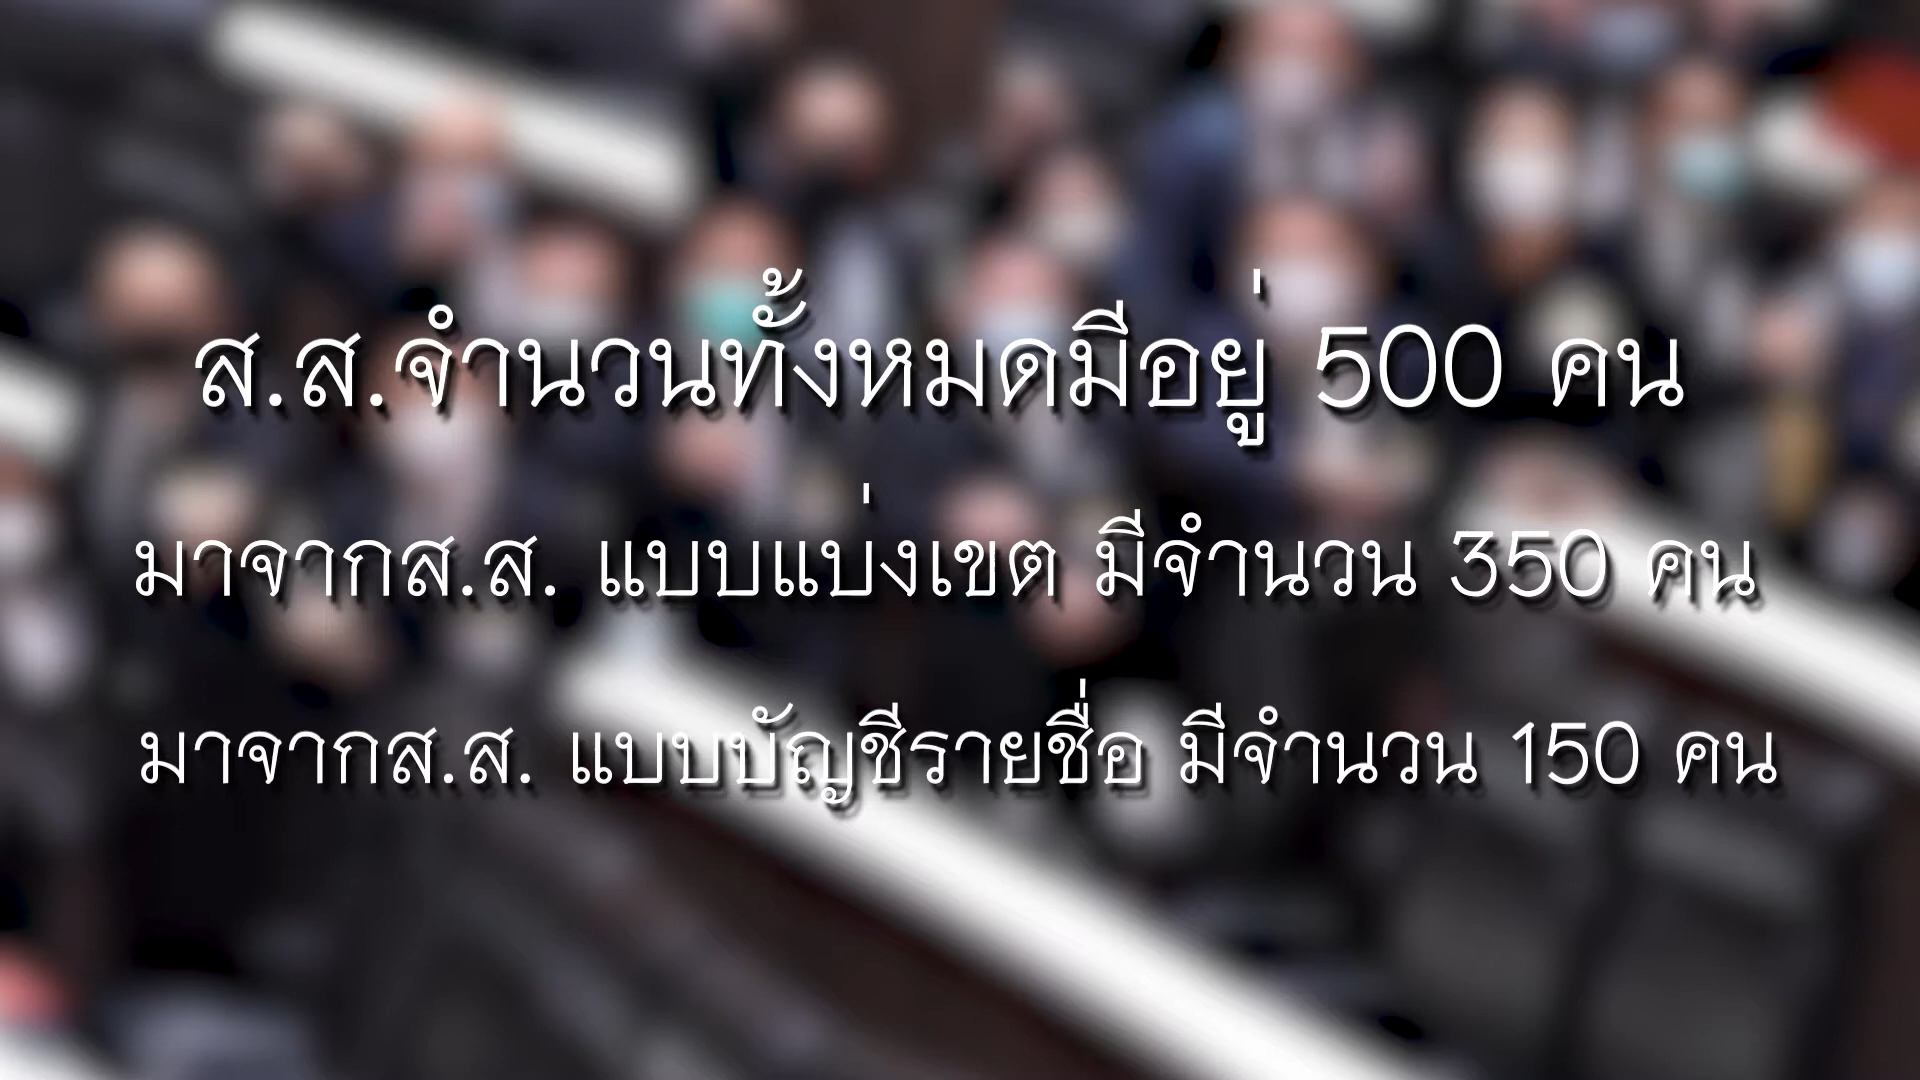 ส.ส.จำนวนทั้งหมดมีอยู่ 500 คน
มาจากส.ส. แบบแบ่งเขต มีจำนวน 350 คน
มาจากส.ส. แบบบัญชีรายชื่อ มีจำนวน 150 คน